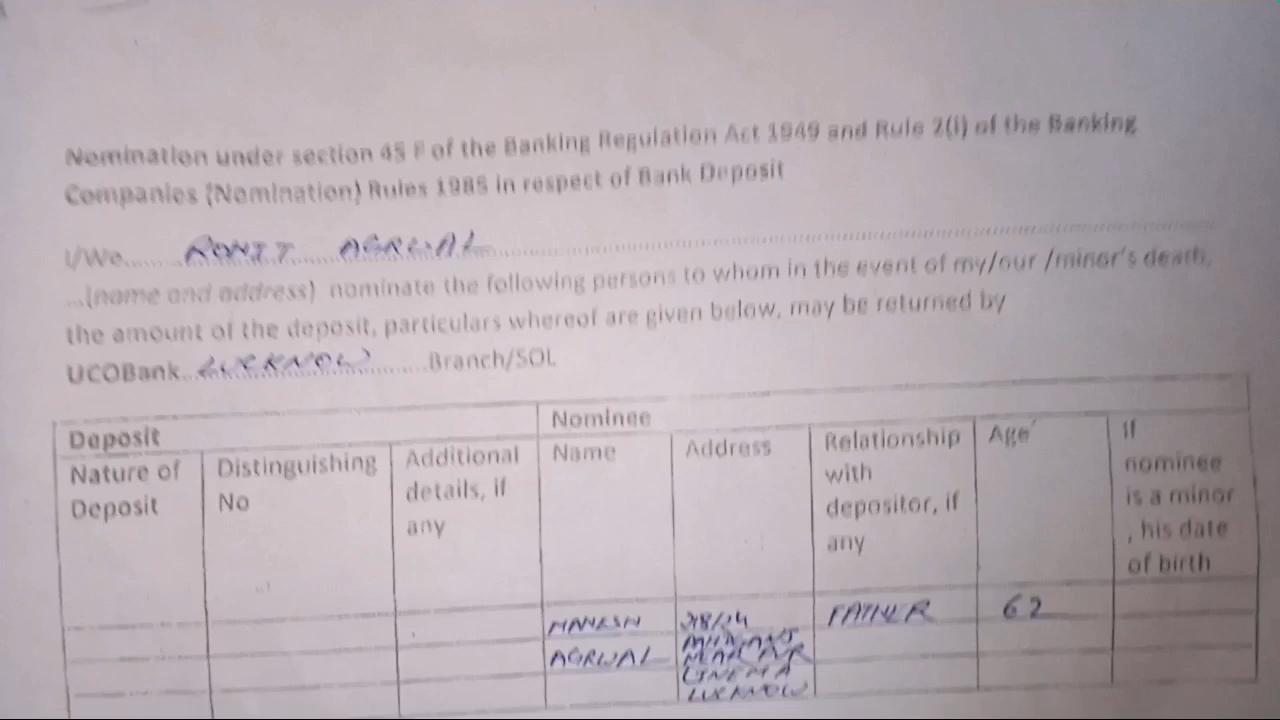 Nomination under section 45 F of the Banking Regulation Act 1949 and Rule 2(i) of the Banking
Companies (Nomination) Rules 1985 in respect of Bank Deposit
I/We........ROHIT AGRWAL........
...(name and address) nominate the following persons to whom in the event of my/our /minor's death,
the amount of the deposit, particulars whereof are given below, may be returned by
UCOBank...LUCKNOW........Branch/SOL
Deposit Nominee
Nature of Deposit Distinguishing No Additional details, if any Name Address Relationship with depositor, if any Age If nominee is a minor , his date of birth
FATHER 62
AGRWAL NEAR
CINEMA
LUCKNOW